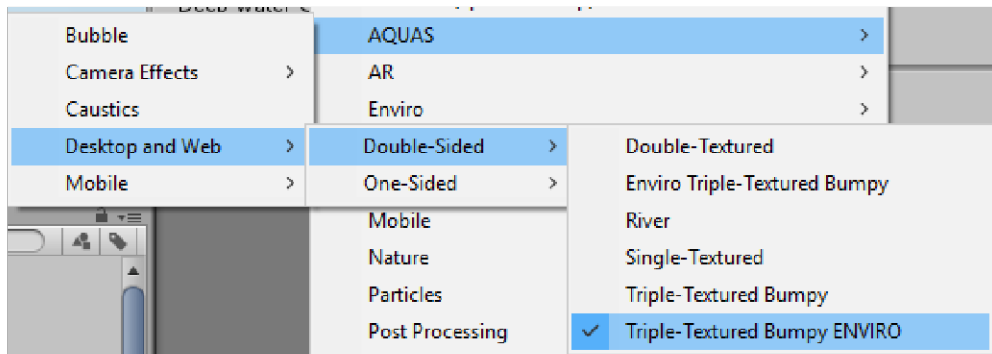 Bubble
Camera Effects
Caustics
Desktop and Web
Mobile
AQUAS
AR
Enviro
Double-Sided
One-Sided
Mobile
Nature
Particles
Post Processing
Double-Textured
Enviro Triple-Textured Bumpy
River
Single-Textured
Triple-Textured Bumpy
Triple-Textured Bumpy ENVIRO